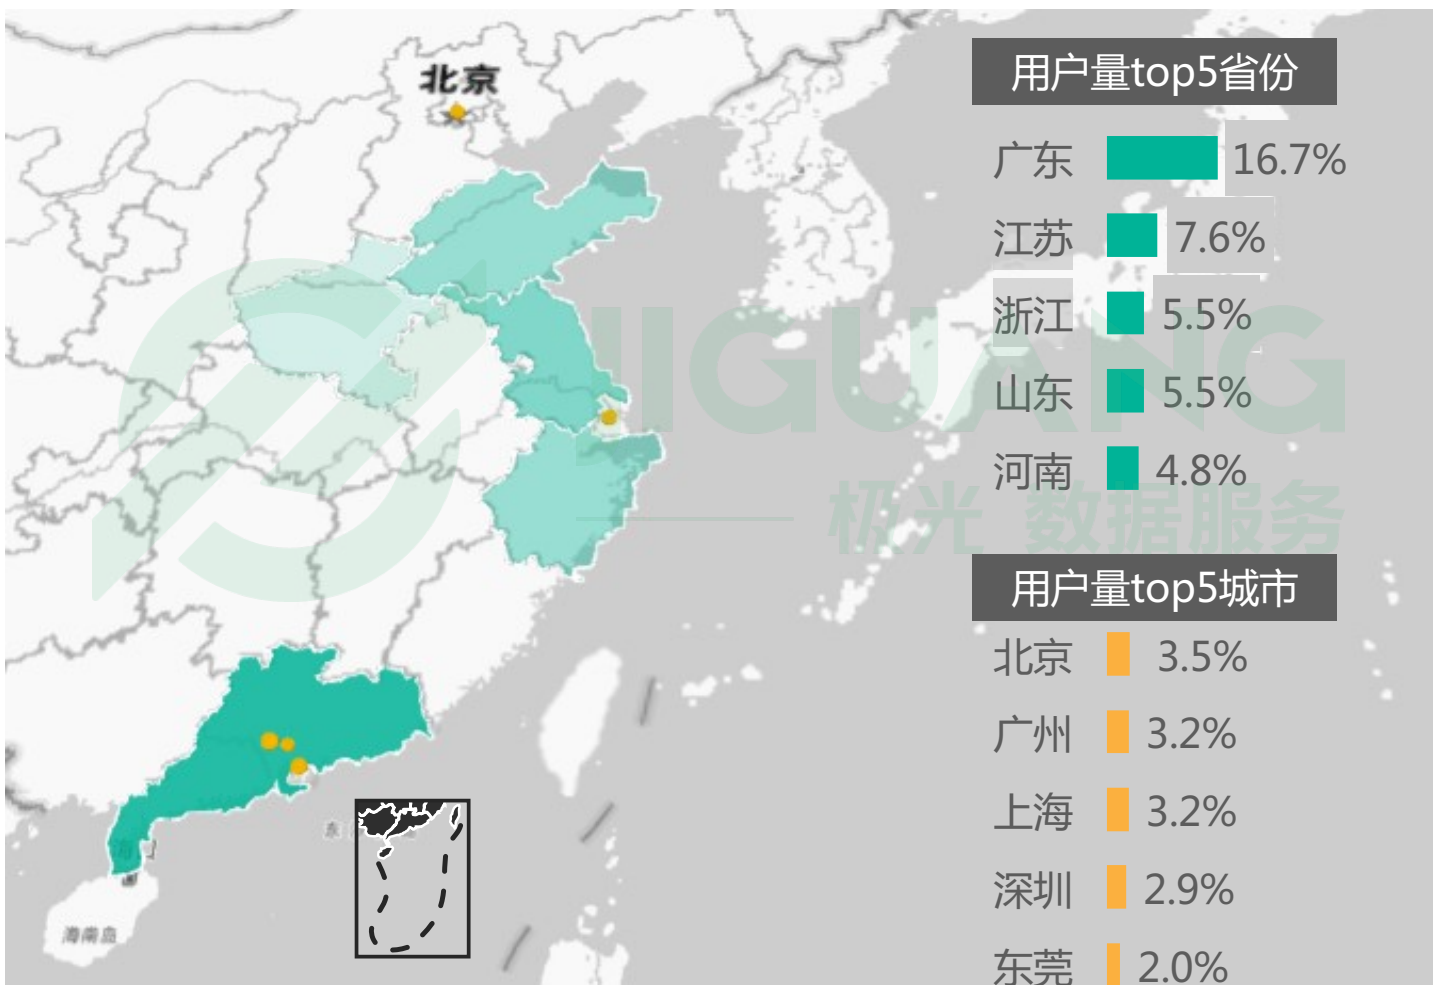 北京
用户量top5省份
广东 16.7%
江苏 7.6%
浙江 5.5%
山东 5.5%
河南 4.8%
JIGUANG
极光 数据服务
用户量top5城市
北京 3.5%
广州 3.2%
上海 3.2%
深圳 2.9%
东莞 2.0%
海口
海南岛